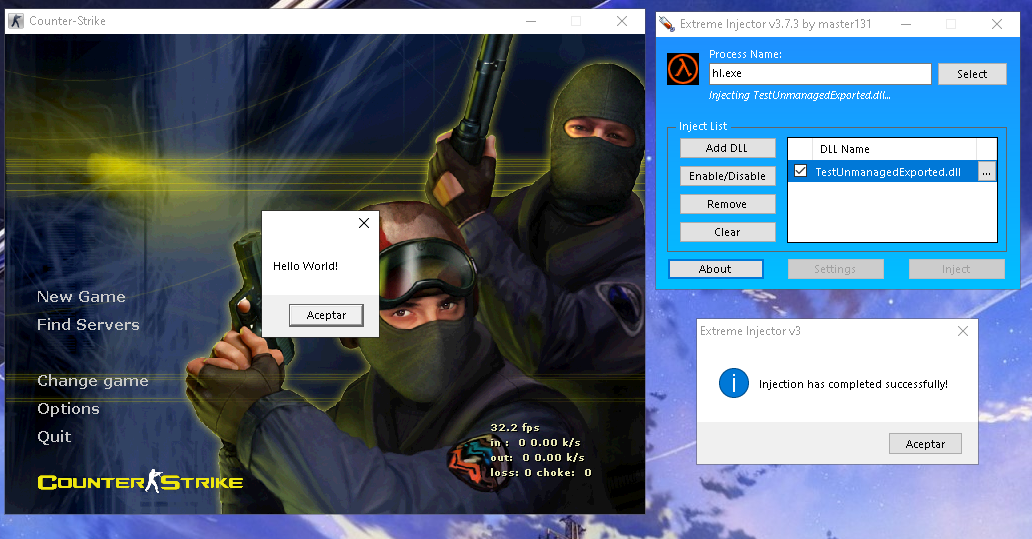 Counter-Strike
Hello World!
Aceptar
New Game
Find Servers
Change game
Options
Quit
COUNTER STRIKE
32.2 fps
in : 0 0.00 k/s
out: 0 0.00 k/s
loss: 0 choke: 0
Extreme Injector v3.7.3 by master131
Process Name:
hl.exe
Select
Injecting TestUnmanagedExported.dll...
Inject List
Add DLL
Enable/Disable
Remove
Clear
DLL Name
TestUnmanagedExported.dll
...
About
Settings
Inject
Extreme Injector v3
Injection has completed successfully!
Aceptar